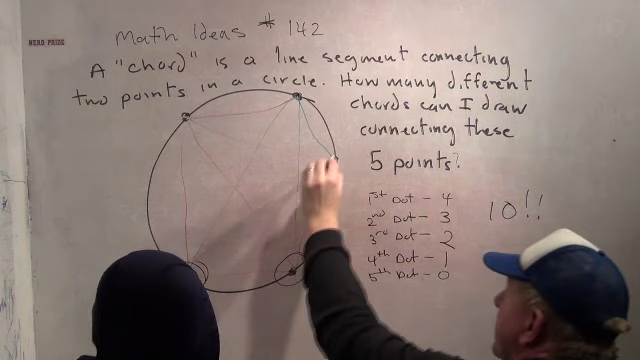 NERD PRIDE
Math Ideas # 142
A "chord" is a line segment connecting
two points in a circle. How many different
chords can I draw
connecting these
5 points?
1st Dot - 4
2nd Dot - 3
3rd Dot - 2
4th Dot - 1
5th Dot - 0
10!!